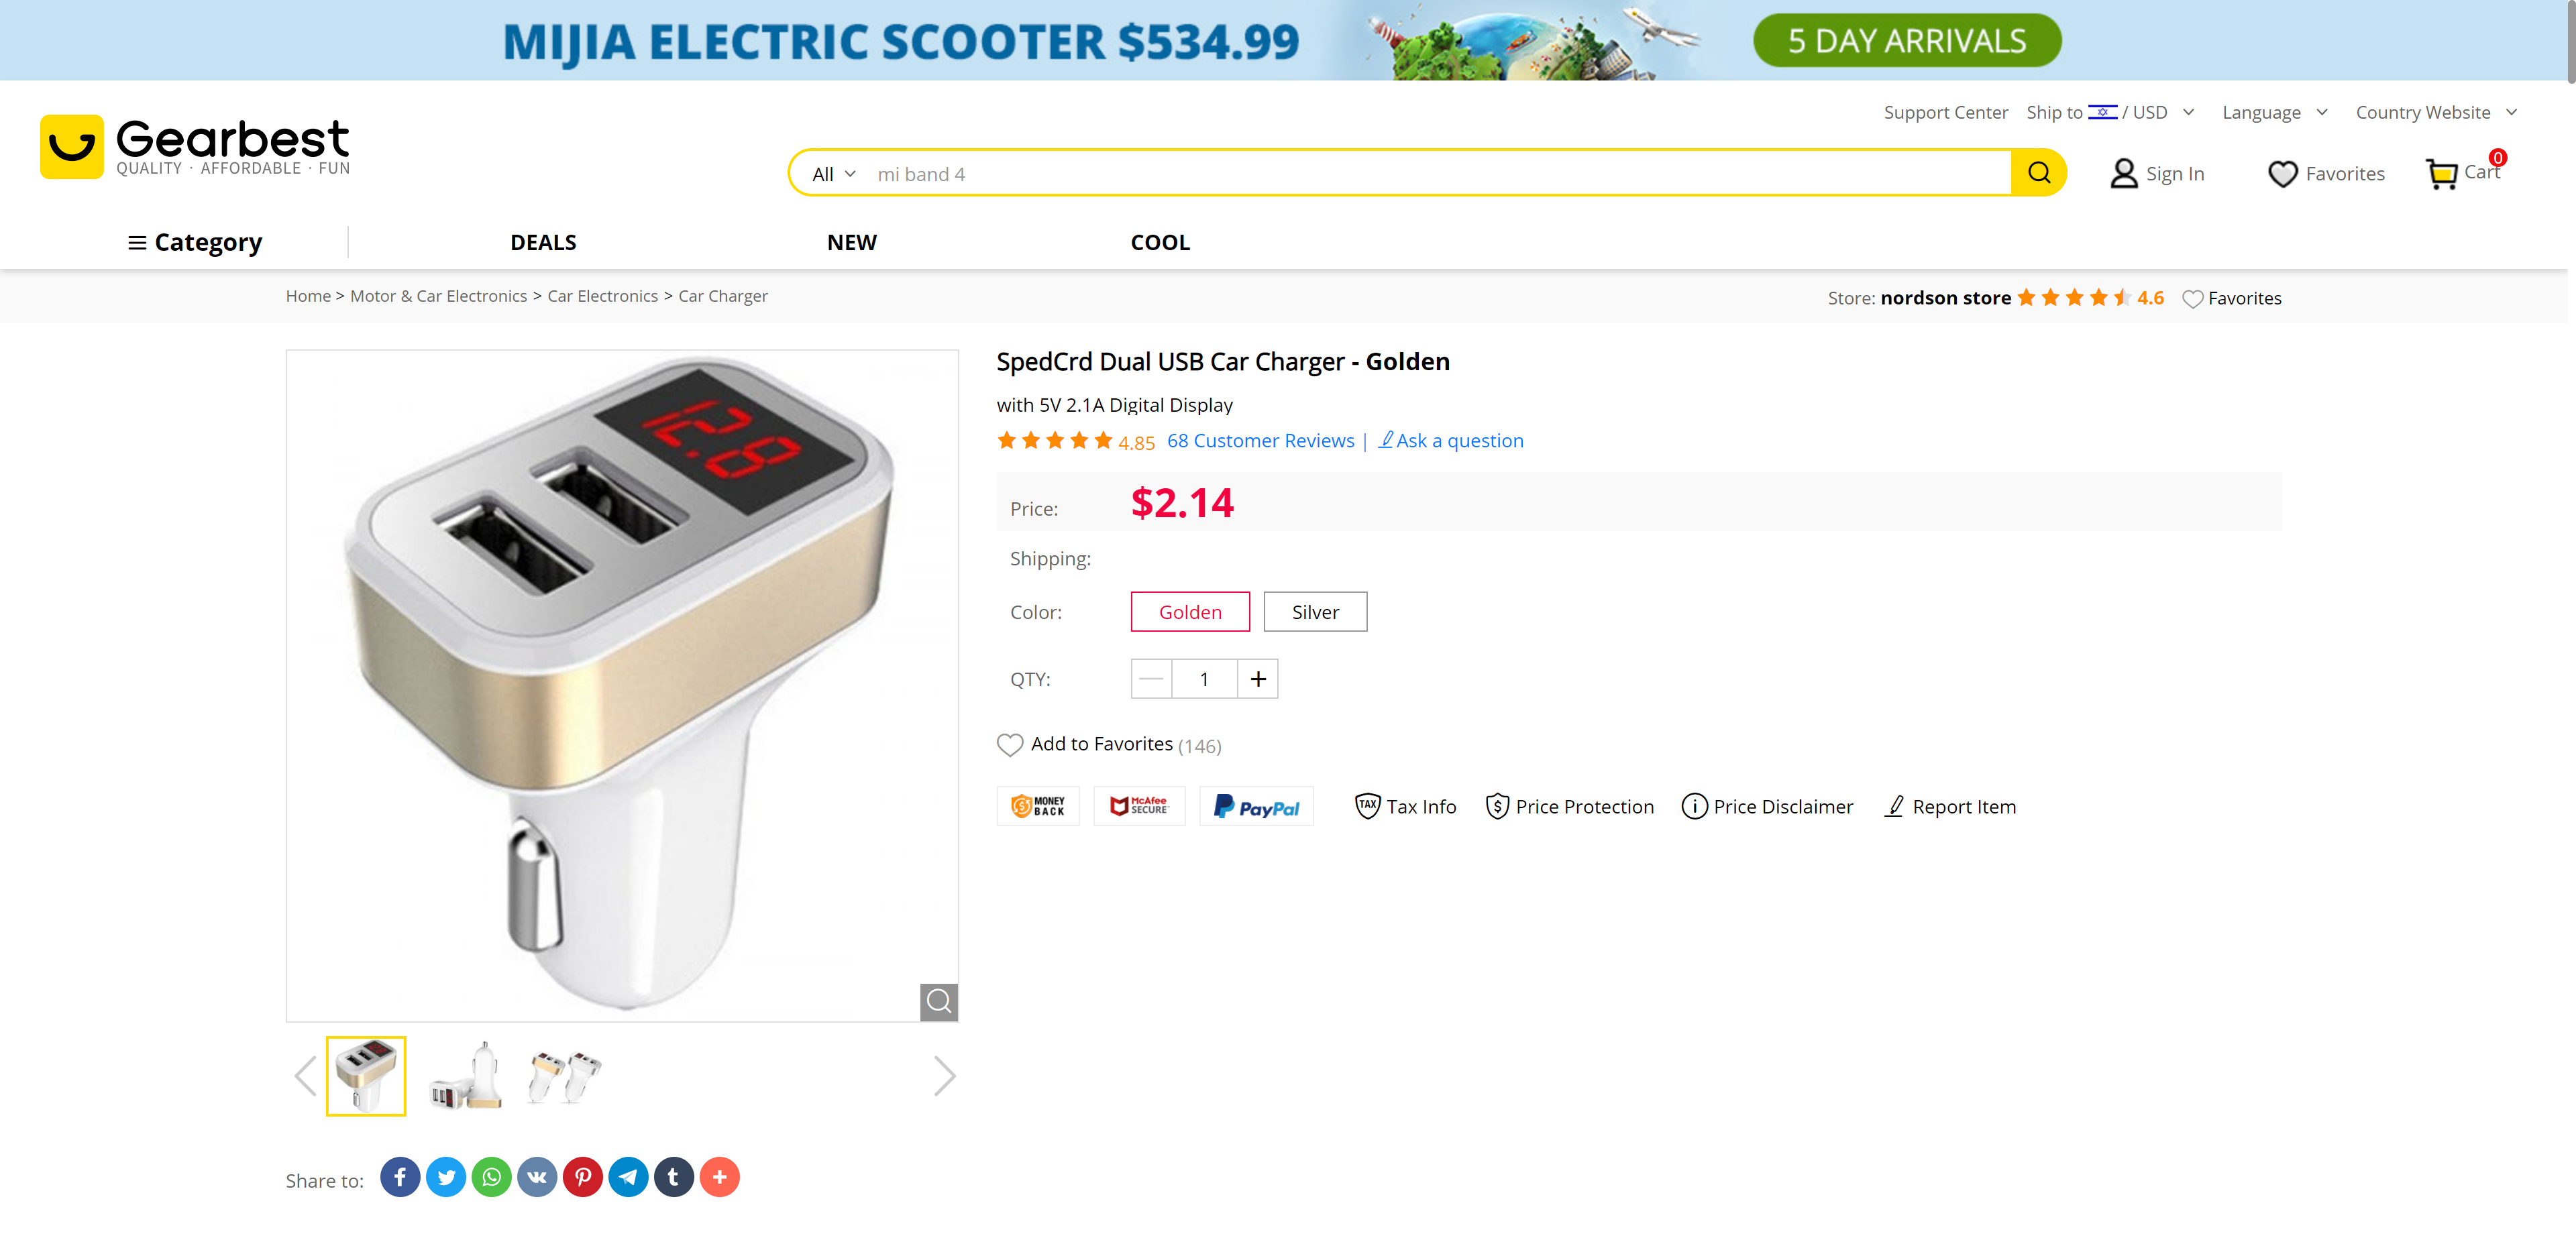 MIJIA ELECTRIC SCOOTER $534.99
5 DAY ARRIVALS
Support Center Ship to / USD Language Country Website
Gearbest
QUALITY · AFFORDABLE · FUN
All mi band 4
Sign In
Favorites
Cart 0
Category
DEALS
NEW
COOL
Home > Motor & Car Electronics > Car Electronics > Car Charger
Store: nordson store 4.6 Favorites
12.8
SpedCrd Dual USB Car Charger - Golden
with 5V 2.1A Digital Display
4.85 68 Customer Reviews | Ask a question
Price: $2.14
Shipping:
Color: Golden Silver
QTY: 1 +
Add to Favorites (146)
MONEY BACK
McAfee SECURE
PayPal
TAX Tax Info
Price Protection
Price Disclaimer
Report Item
Share to: